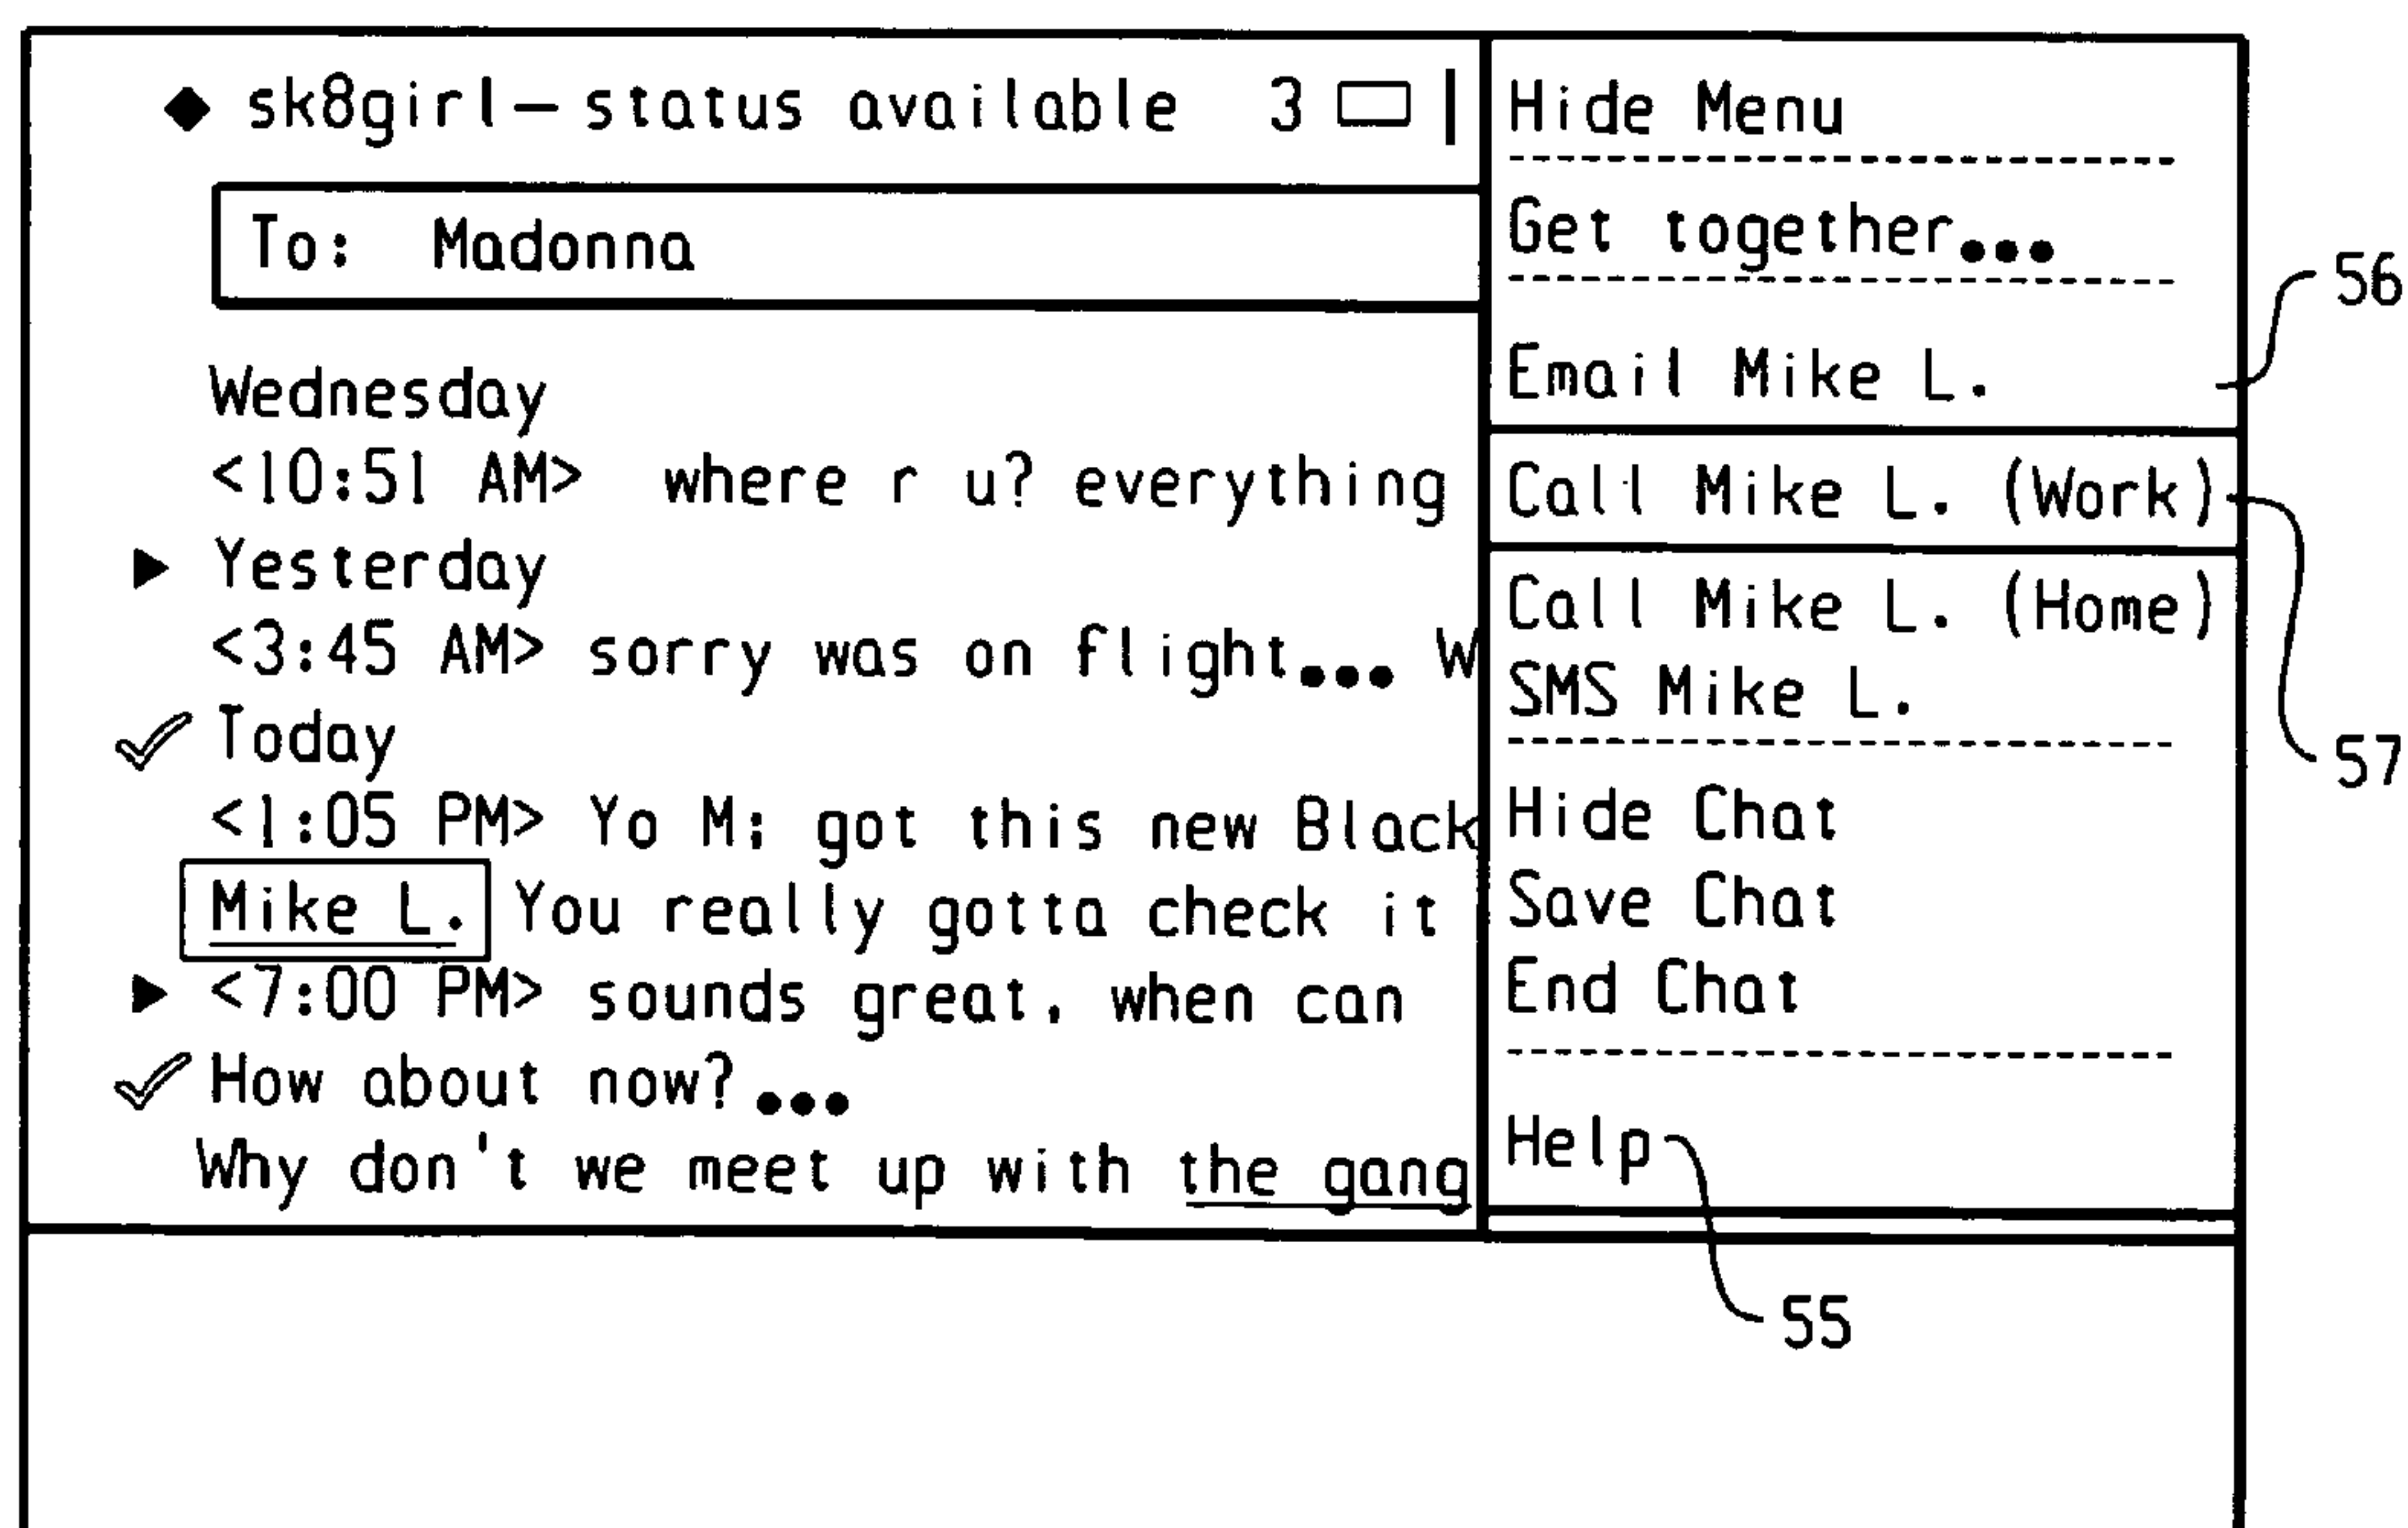 ◆ sk8girl—status available 3
To: Madonna
Wednesday
<10:51 AM> where r u? everything
▶ Yesterday
<3:45 AM> sorry was on flight... W
✓ Today
<1:05 PM> Yo M; got this new Black
Mike L. You really gotta check it
▶ <7:00 PM> sounds great, when can
✓ How about now?...
Why don't we meet up with the gang
Hide Menu
Get together...
Email Mike L.
Call Mike L. (Work)
Call Mike L. (Home)
SMS Mike L.
Hide Chat
Save Chat
End Chat
Help
56
57
55